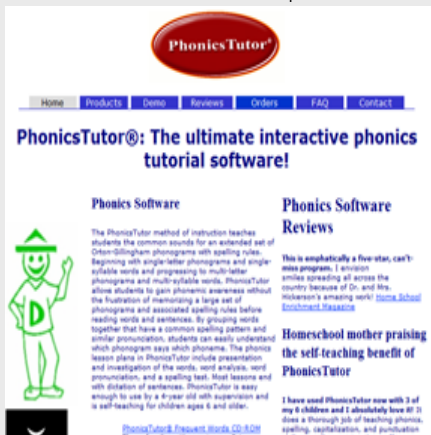 PhonicsTutor®
Home Products Demo Reviews Orders FAQ Contact
PhonicsTutor®: The ultimate interactive phonics
tutorial software!
Phonics Software
The PhonicsTutor method of instruction teaches
students the common sounds for an extended set of
Orton-Gillingham phonograms with spelling rules.
Beginning with single-letter phonograms and single-
syllable words and progressing to multi-letter
phonograms and multi-syllable words. PhonicsTutor
allows students to gain phonemic awareness without
the frustration of memorizing a large set of
phonograms and associated spelling rules before
reading words and sentences. By grouping words
together that have a common spelling pattern and
similar pronunciation, students can easily understand
which phonogram says which phoneme. The phonics
lesson plans in PhonicsTutor include presentation
and investigation of the words, word analysis, word
pronunciation, and a spelling test. Most lessons end
with dictation of sentences. PhonicsTutor is easy
enough to use by a 4-year old with supervision and
is self-teaching for children ages 6 and older.
PhonicsTutor® Frequent Words CD-ROM
D
Phonics Software
Reviews
This is emphatically a five-star, can't-
miss program. I envision
smiles spreading all across the
country because of Dr. and Mrs.
Hickerson's amazing work! Home School
Enrichment Magazine
Homeschool mother praising
the self-teaching benefit of
PhonicsTutor
I have used PhonicsTutor now with 3 of
my 6 children and I absolutely love it! It
does a thorough job of teaching phonics,
spelling, capitalization, and punctuation